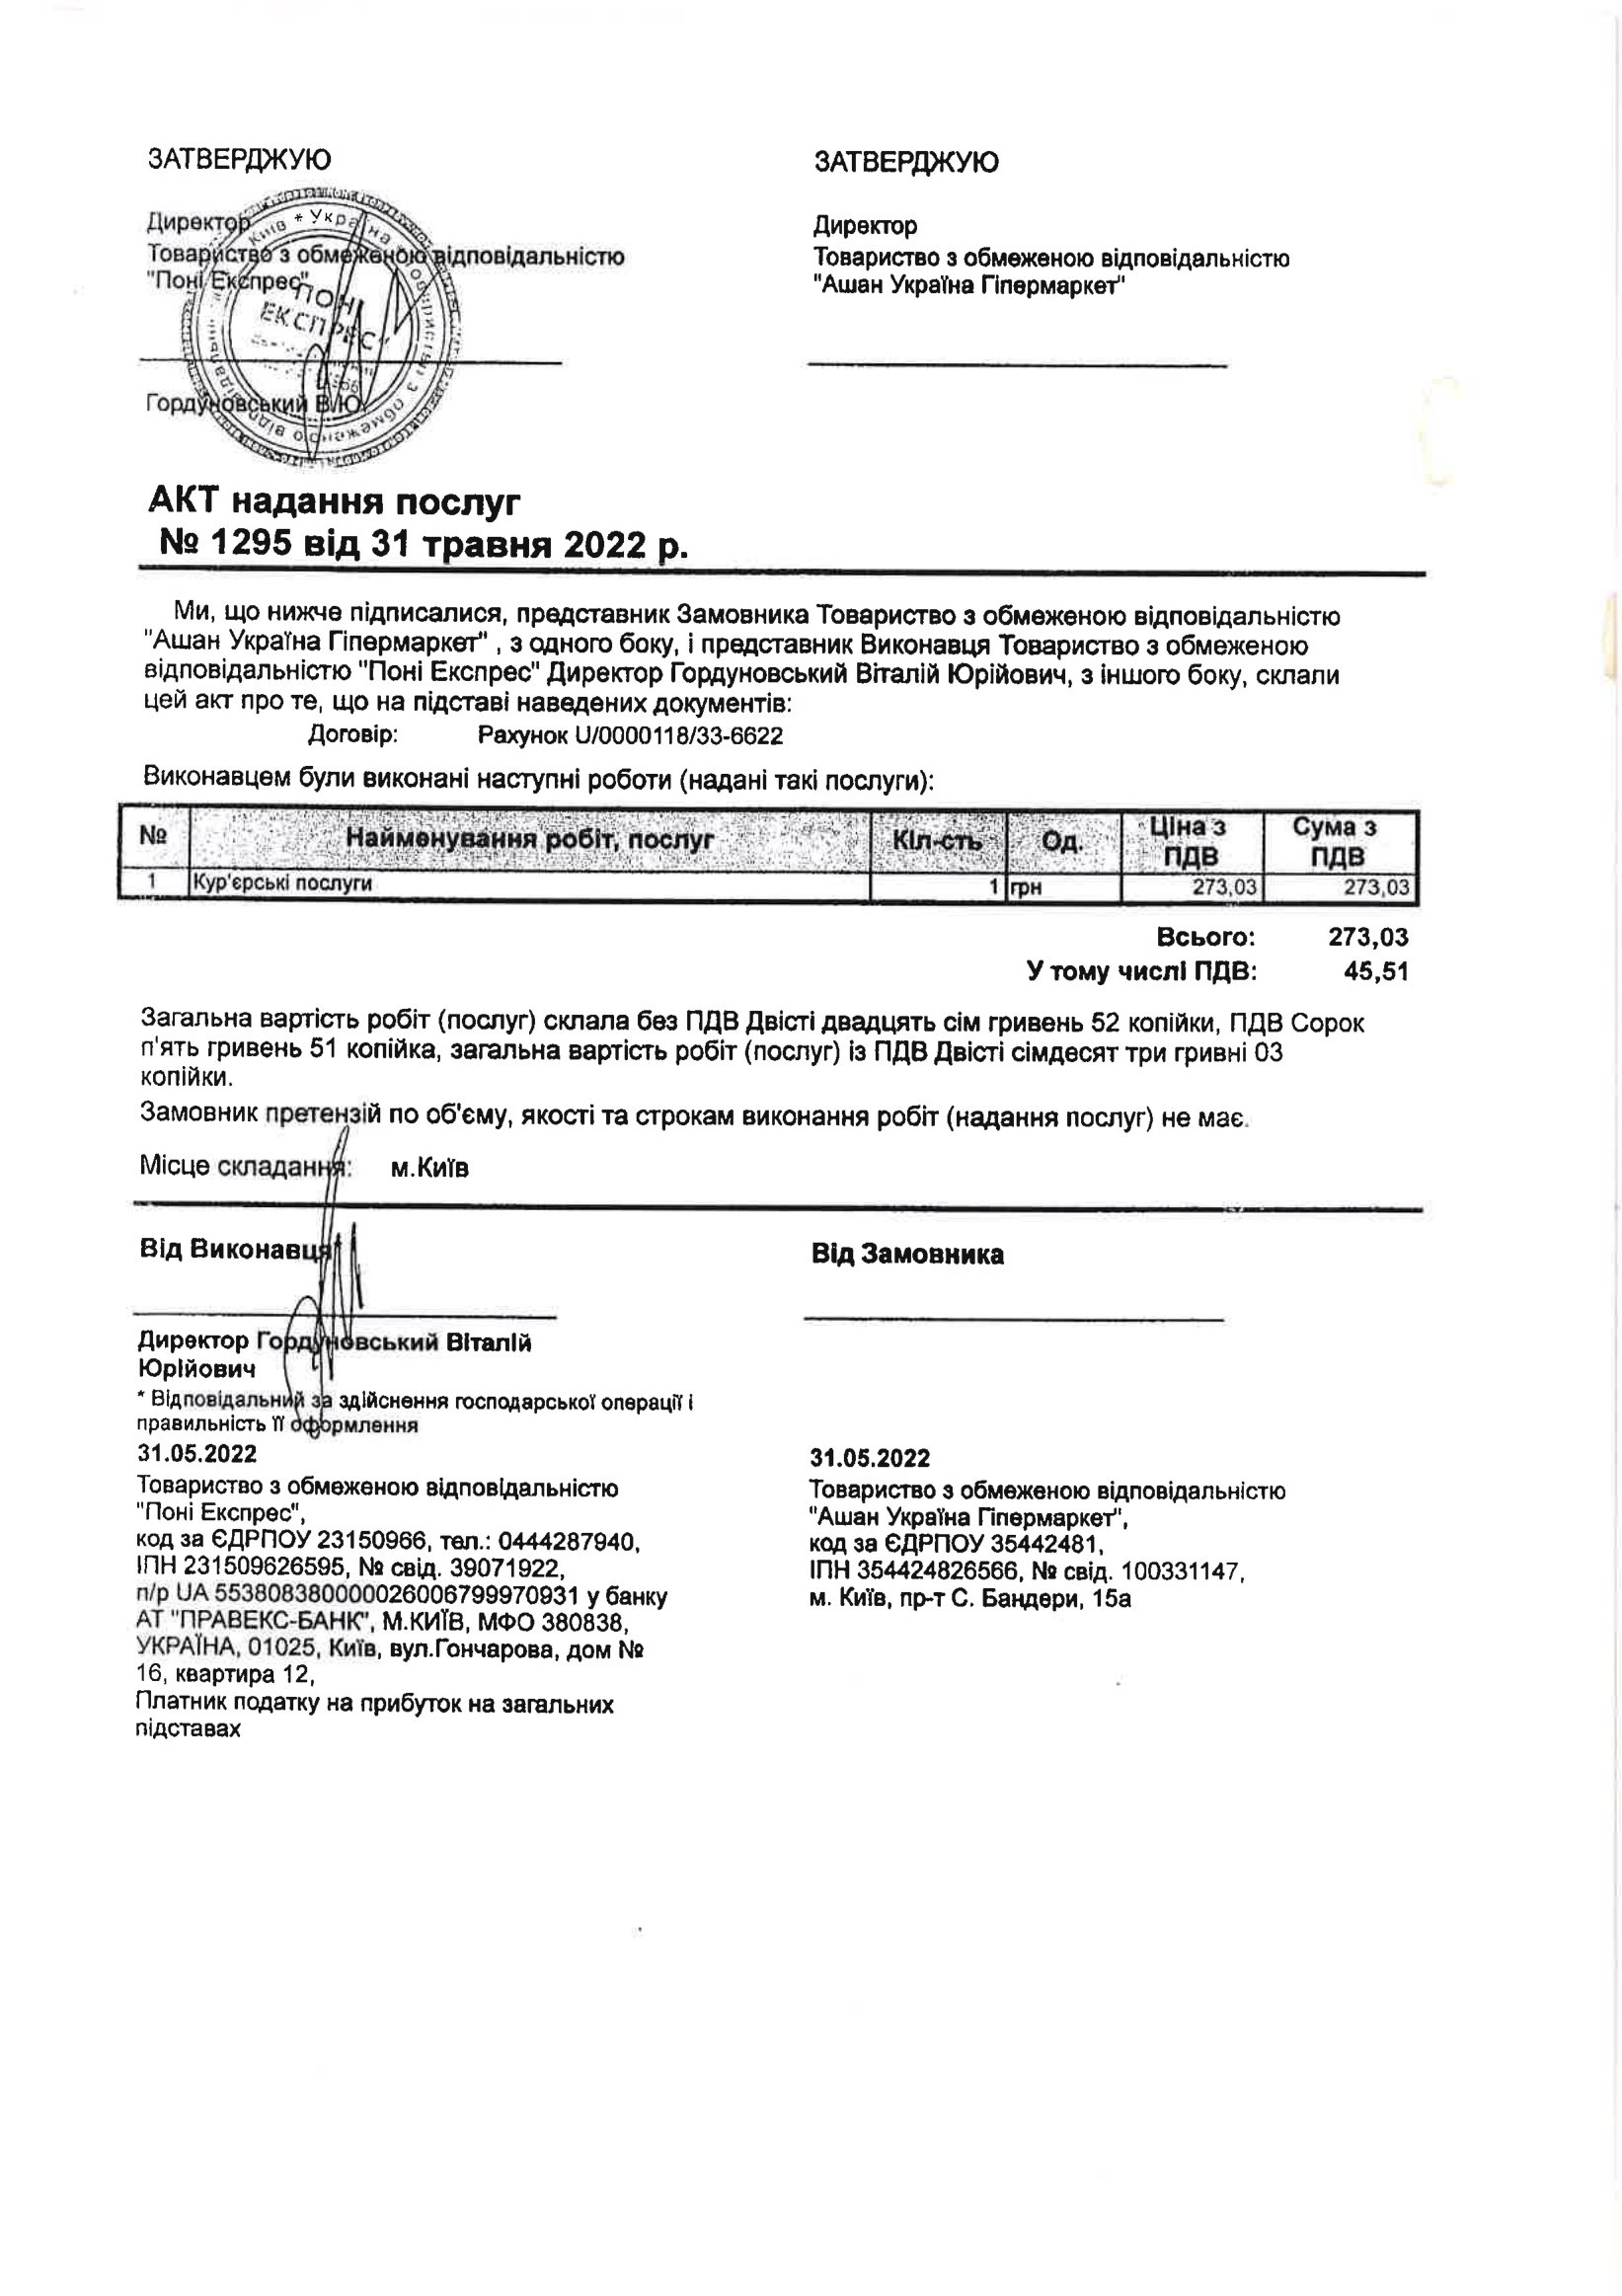 ЗАТВЕРДЖУЮ
Директор
Товариство з обмеженою відповідальністю
"Поні Експрес"
Гордуновський В.Ю.
* Україна * Київ
ПОНІ
ЕКСПРЕС"
ЗАТВЕРДЖУЮ
Директор
Товариство з обмеженою відповідальністю
"Ашан Україна Гіпермаркет"
АКТ надання послуг
№ 1295 від 31 травня 2022 р.
Ми, що нижче підписалися, представник Замовника Товариство з обмеженою відповідальністю
"Ашан Україна Гіпермаркет" , з одного боку, і представник Виконавця Товариство з обмеженою
відповідальністю "Поні Експрес" Директор Гордуновський Віталій Юрійович, з іншого боку, склали
цей акт про те, що на підставі наведених документів:
Договір: Рахунок U/0000118/33-6622
Виконавцем були виконані наступні роботи (надані такі послуги):
№ Найменування робіт, послуг Кіл-сть Од. Ціна з ПДВ Сума з ПДВ
1 Кур'єрські послуги 1 грн 273,03 273,03
Всього: 273,03
У тому числі ПДВ: 45,51
Загальна вартість робіт (послуг) склала без ПДВ Двісті двадцять сім гривень 52 копійки, ПДВ Сорок
п'ять гривень 51 копійка, загальна вартість робіт (послуг) із ПДВ Двісті сімдесят три гривні 03
копійки.
Замовник претензій по об'єму, якості та строкам виконання робіт (надання послуг) не має.
Місце складання: м.Київ
Від Виконавця*
Директор Гордуновський Віталій
Юрійович
* Відповідальний за здійснення господарської операції і
правильність її оформлення
31.05.2022
Товариство з обмеженою відповідальністю
"Поні Експрес",
код за ЄДРПОУ 23150966, тел.: 0444287940,
ІПН 231509626595, № свід. 39071922,
п/р UA 553808380000026006799970931 у банку
АТ "ПРАВЕКС-БАНК", М.КИЇВ, МФО 380838,
УКРАЇНА, 01025, Київ, вул.Гончарова, дом №
16, квартира 12,
Платник податку на прибуток на загальних
підставах
Від Замовника
31.05.2022
Товариство з обмеженою відповідальністю
"Ашан Україна Гіпермаркет",
код за ЄДРПОУ 35442481,
ІПН 354424826566, № свід. 100331147,
м. Київ, пр-т С. Бандери, 15а